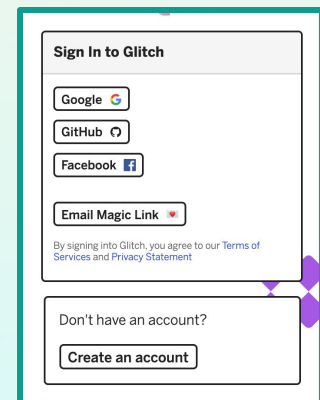 Sign In to Glitch
Google
GitHub
Facebook
Email Magic Link
By signing into Glitch, you agree to our Terms of
Services and Privacy Statement
Don't have an account?
Create an account